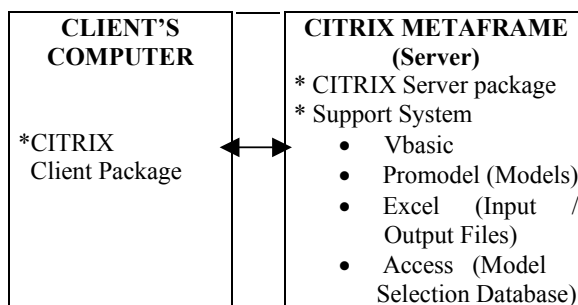 CLIENT'S
COMPUTER
*CITRIX
Client Package
CITRIX METAFRAME
(Server)
* CITRIX Server package
* Support System
• Vbasic
• Promodel (Models)
• Excel (Input /
Output Files)
• Access (Model
Selection Database)